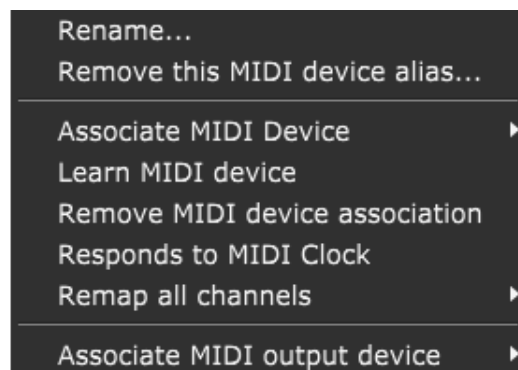 Rename...
Remove this MIDI device alias...
Associate MIDI Device
Learn MIDI device
Remove MIDI device association
Responds to MIDI Clock
Remap all channels
Associate MIDI output device